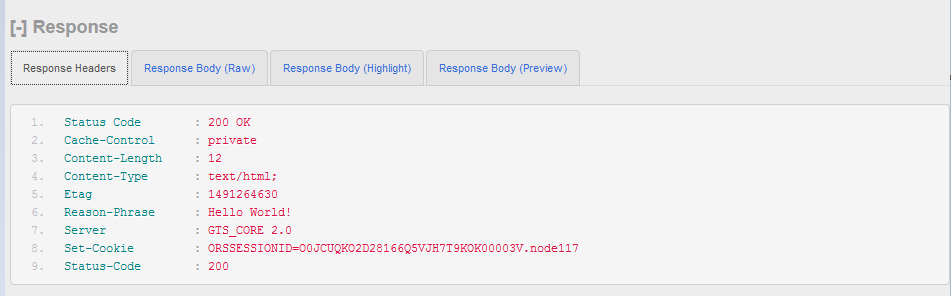 [-] Response
Response Headers Response Body (Raw) Response Body (Highlight) Response Body (Preview)
1. Status Code : 200 OK
2. Cache-Control : private
3. Content-Length : 12
4. Content-Type : text/html;
5. Etag : 1491264630
6. Reason-Phrase : Hello World!
7. Server : GTS_CORE 2.0
8. Set-Cookie : ORSSESSIONID=O0JCUQKO2D28166Q5VJH7T9KOK00003V.node117
9. Status-Code : 200